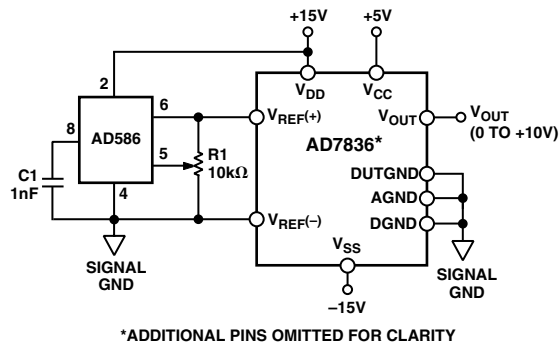 +15V
+5V
2
VDD
VCC
8
6
VREF(+)
VOUT
VOUT
(0 TO +10V)
AD586
AD7836*
C1
1nF
5
R1
10kΩ
DUTGND
AGND
4
VREF(–)
DGND
VSS
SIGNAL
GND
SIGNAL
GND
–15V
*ADDITIONAL PINS OMITTED FOR CLARITY